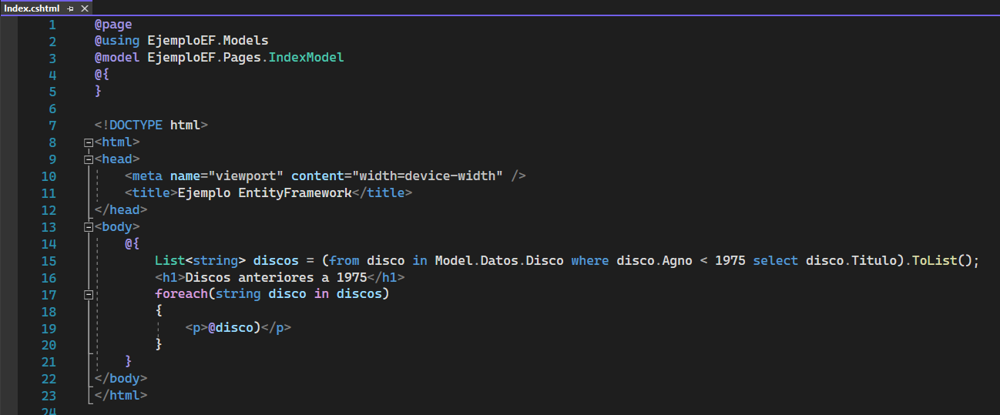 Index.cshtml
1 @page
2 @using EjemploEF.Models
3 @model EjemploEF.Pages.IndexModel
4 @{
5 }
6
7 <!DOCTYPE html>
8 <html>
9 <head>
10 <meta name="viewport" content="width=device-width" />
11 <title>Ejemplo EntityFramework</title>
12 </head>
13 <body>
14 @{
15 List<string> discos = (from disco in Model.Datos.Disco where disco.Agno < 1975 select disco.Titulo).ToList();
16 <h1>Discos anteriores a 1975</h1>
17 foreach(string disco in discos)
18 {
19 <p>@disco)</p>
20 }
21 }
22 </body>
23 </html>
24